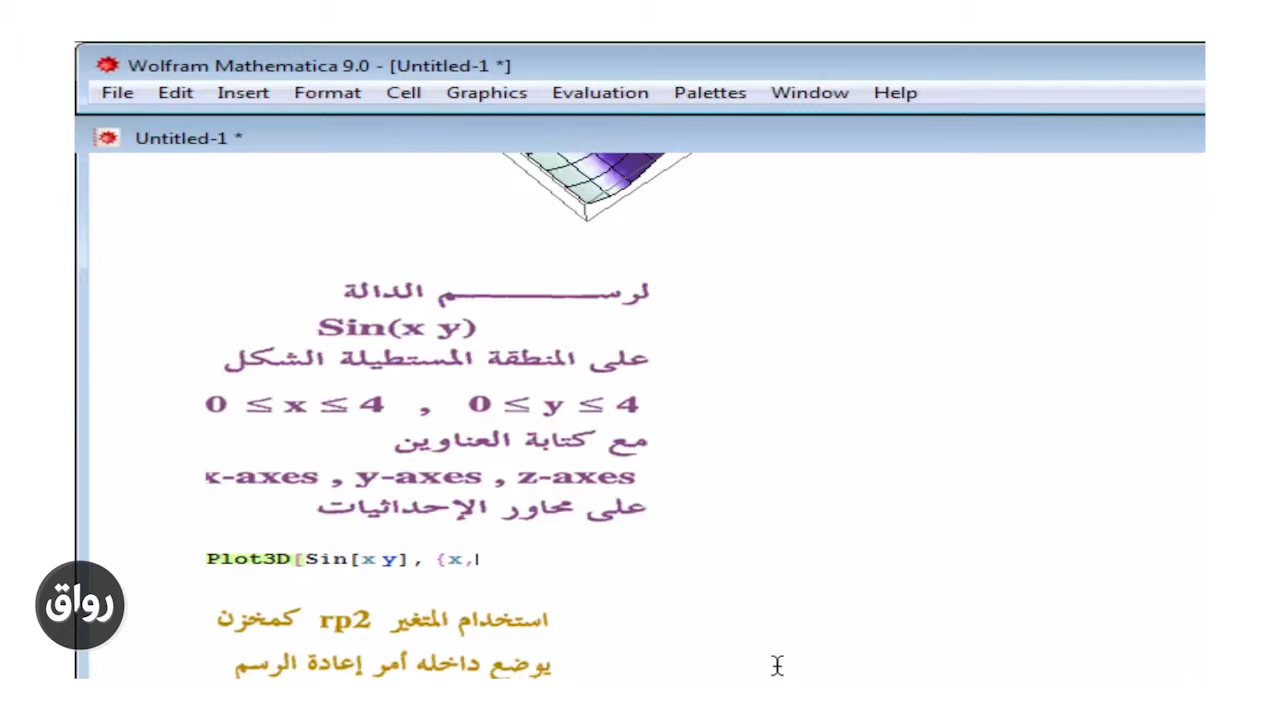 Wolfram Mathematica 9.0 - [Untitled-1 *]
File Edit Insert Format Cell Graphics Evaluation Palettes Window Help
Untitled-1 *
لرســــــــم الدالة
Sin(x y)
على المنطقة المستطيلة الشكل
0 ≤ x ≤ 4 , 0 ≤ y ≤ 4
مع كتابة العناوين
x-axes , y-axes , z-axes
على محاور الإحداثيات
Plot3D[Sin[x y], {x,
رواق
استخدام المتغير rp2 كمخزن
يوضع داخله أمر إعادة الرسم